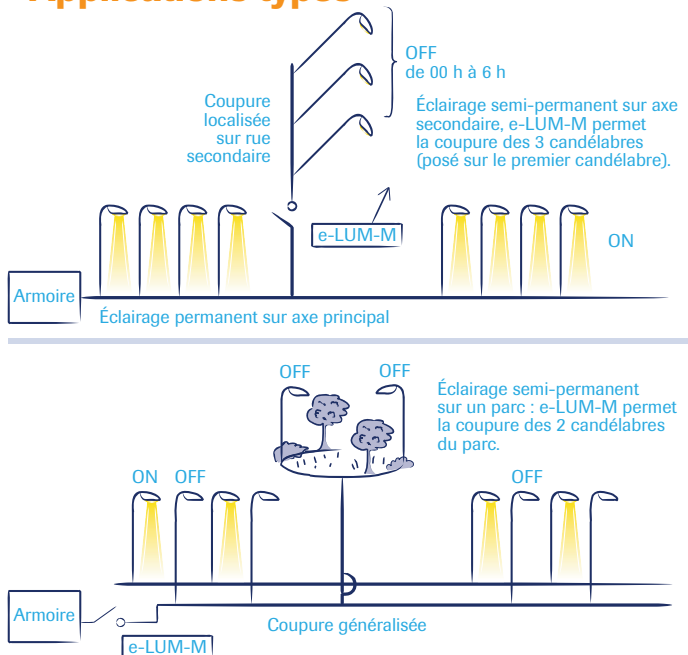 Applications types
OFF
de 00 h à 6 h
Coupure
localisée
sur rue
secondaire
Éclairage semi-permanent sur axe
secondaire, e-LUM-M permet
la coupure des 3 candélabres
(posé sur le premier candélabre).
e-LUM-M
ON
Armoire
Éclairage permanent sur axe principal
OFF
OFF
Éclairage semi-permanent
sur un parc : e-LUM-M permet
la coupure des 2 candélabres
du parc.
ON OFF
OFF
Armoire
Coupure généralisée
e-LUM-M